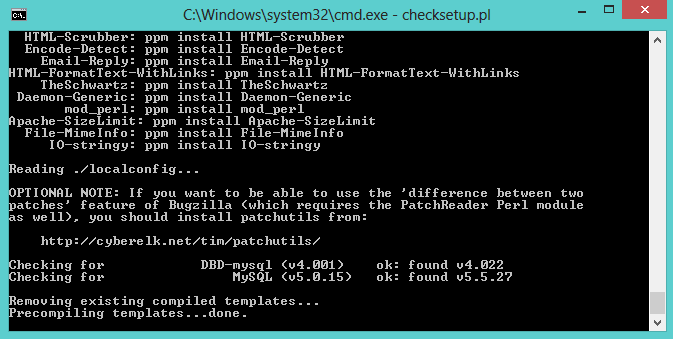 C:\Windows\system32\cmd.exe - checksetup.pl
HTML-Scrubber: ppm install HTML-Scrubber
Encode-Detect: ppm install Encode-Detect
Email-Reply: ppm install Email-Reply
HTML-FormatText-WithLinks: ppm install HTML-FormatText-WithLinks
TheSchwartz: ppm install TheSchwartz
Daemon-Generic: ppm install Daemon-Generic
mod_perl: ppm install mod_perl
Apache-SizeLimit: ppm install Apache-SizeLimit
File-MimeInfo: ppm install File-MimeInfo
IO-stringy: ppm install IO-stringy
Reading ./localconfig...
OPTIONAL NOTE: If you want to be able to use the 'difference between two
patches' feature of Bugzilla (which requires the PatchReader Perl module
as well), you should install patchutils from:
http://cyberelk.net/tim/patchutils/
Checking for DBD-mysql (v4.001) ok: found v4.022
Checking for MySQL (v5.0.15) ok: found v5.5.27
Removing existing compiled templates...
Precompiling templates...done.